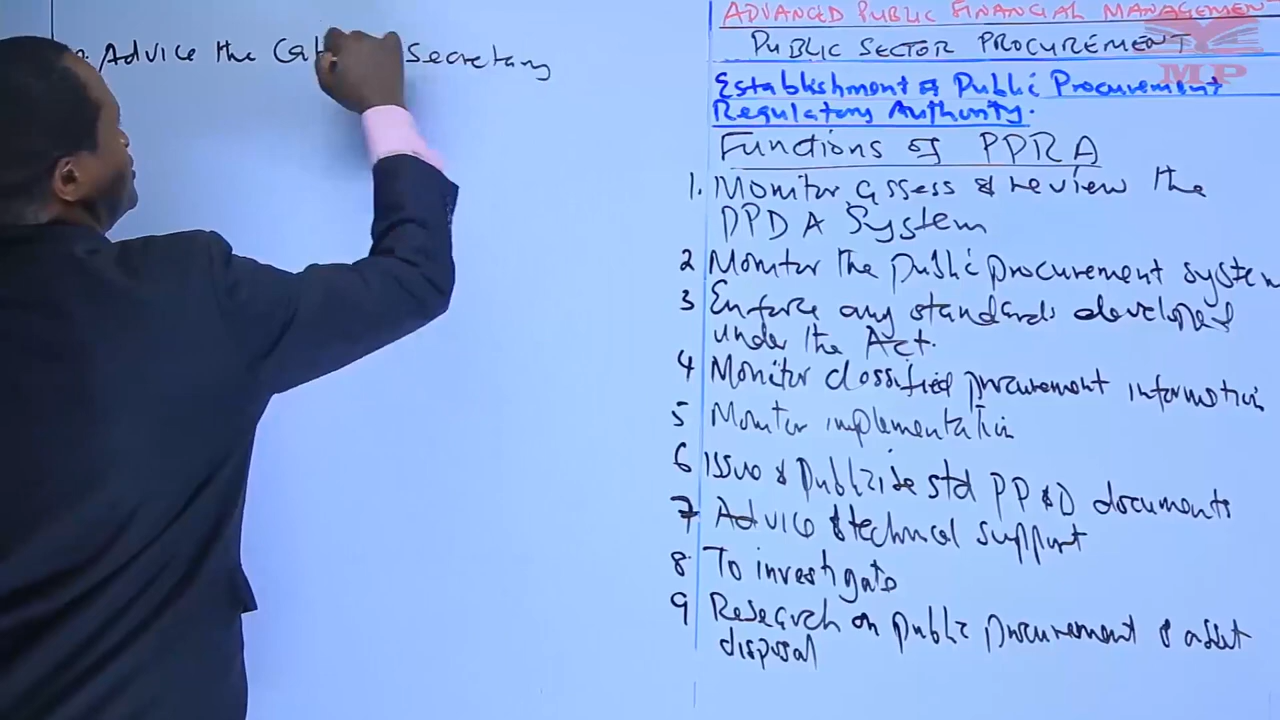 ADVANCED PUBLIC FINANCIAL MANAGEMENT
PUBLIC SECTOR PROCUREMENT
MP
Establishment of Public Procurement
Regulatory Authority.
Functions of PPRA
1. Monitor, assess & review the
PPDA System
2 Monitor the public procurement system
3 Enforce any standards developed
under the Act.
4 Monitor classified procurement information
5 Monitor implementation
6 Issue & Publicize std PP&D documents
7 Advice & technical support
8. To investigate
9 Research on public procurement & asset
disposal
Advice the Secretary